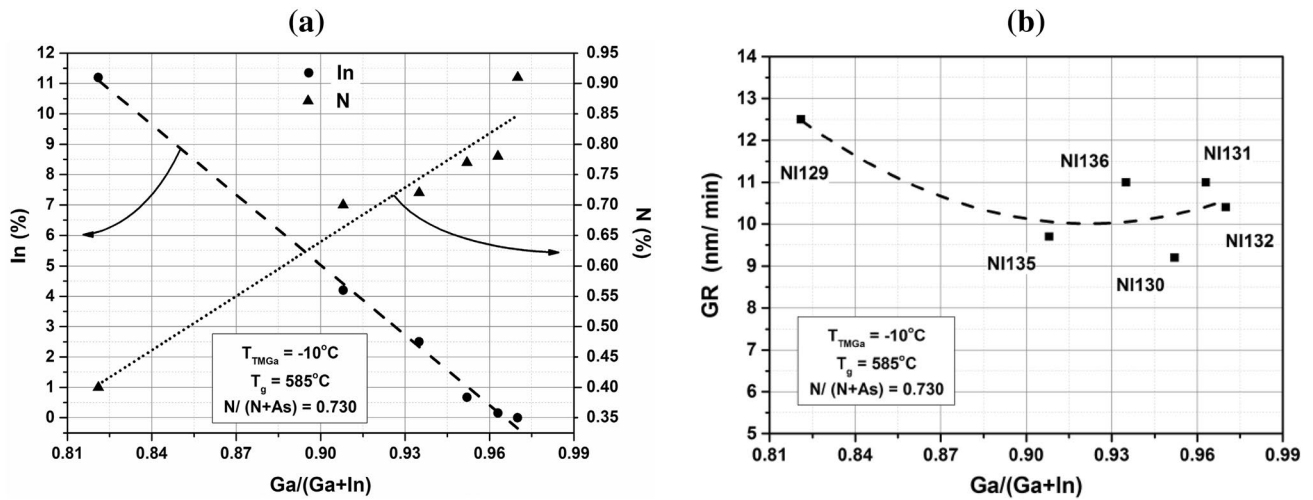 (a)
12
11
10
9
8
7
6
5
4
3
2
1
0
In (%)
In
N
0.95
0.90
0.85
0.80
0.75
0.70
0.65
0.60
0.55
0.50
0.45
0.40
0.35
N (%)
T_TMGa = -10°C
T_g = 585°C
N/ (N+As) = 0.730
0.81 0.84 0.87 0.90 0.93 0.96 0.99
Ga/(Ga+In)
(b)
14
13
12
11
10
9
8
7
6
5
GR (nm/ min)
NI129
NI136
NI131
NI135
NI130
NI132
T_TMGa = -10°C
T_g = 585°C
N/ (N+As) = 0.730
0.81 0.84 0.87 0.90 0.93 0.96 0.99
Ga/(Ga+In)